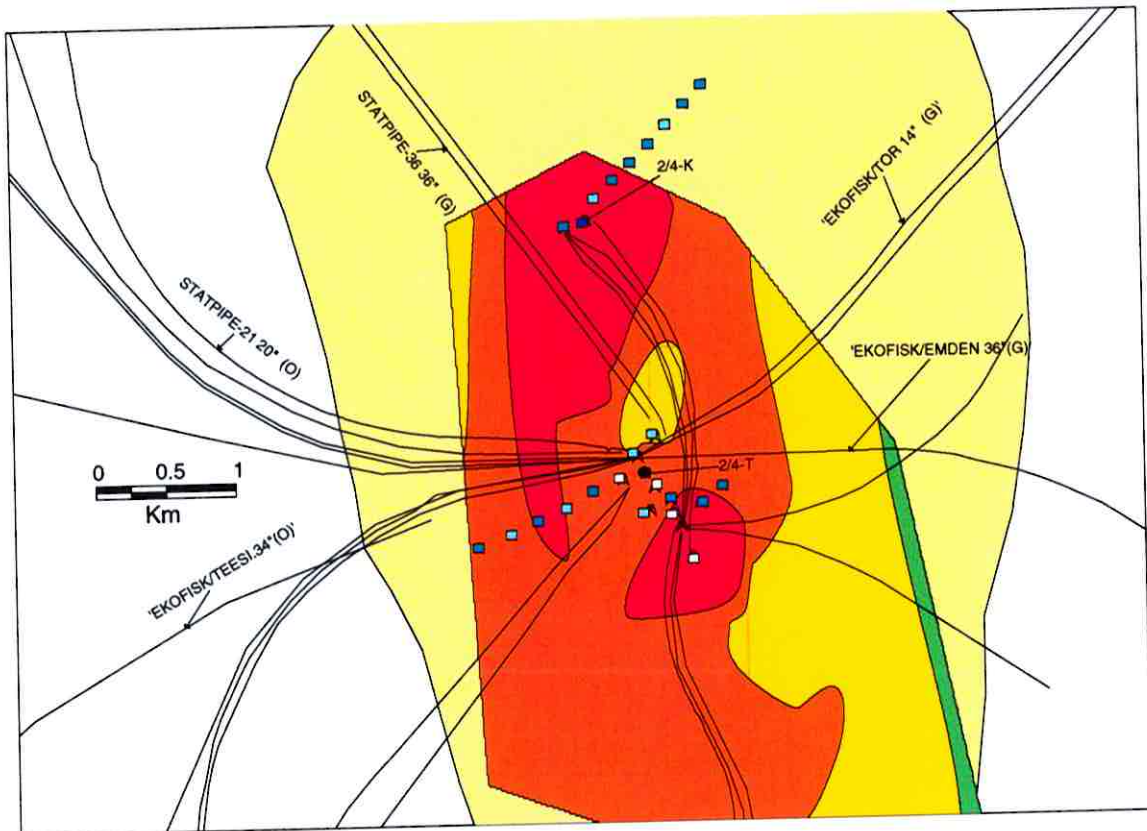 STATPIPE-36 36" (G)
2/4-K
'EKOFISK/TOR 14" (G)'
STATPIPE-21 20" (O)
'EKOFISK/EMDEN 36"(G)
0 0.5 1
Km
2/4-T
'EKOFISK/TEESI.34"(O)'